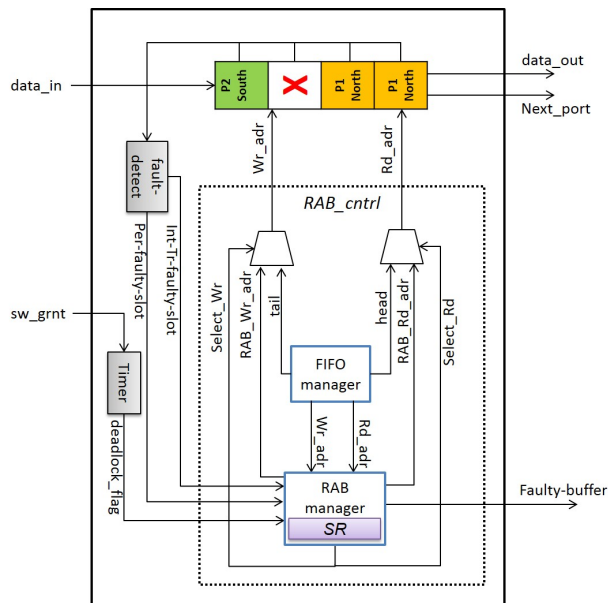 data_out
data_in
P2
South
X
P1
North
P1
North
Next_port
Wr_adr
Rd_adr
fault-
detect
RAB_cntrl
Per-faulty-slot
Int-Tr-faulty-slot
sw_grnt
Select_Wr
RAB_Wr_adr
tail
head
RAB_Rd_adr
Select_Rd
Timer
FIFO
manager
deadlock_flag
Wr_adr
Rd_adr
RAB
manager
SR
Faulty-buffer